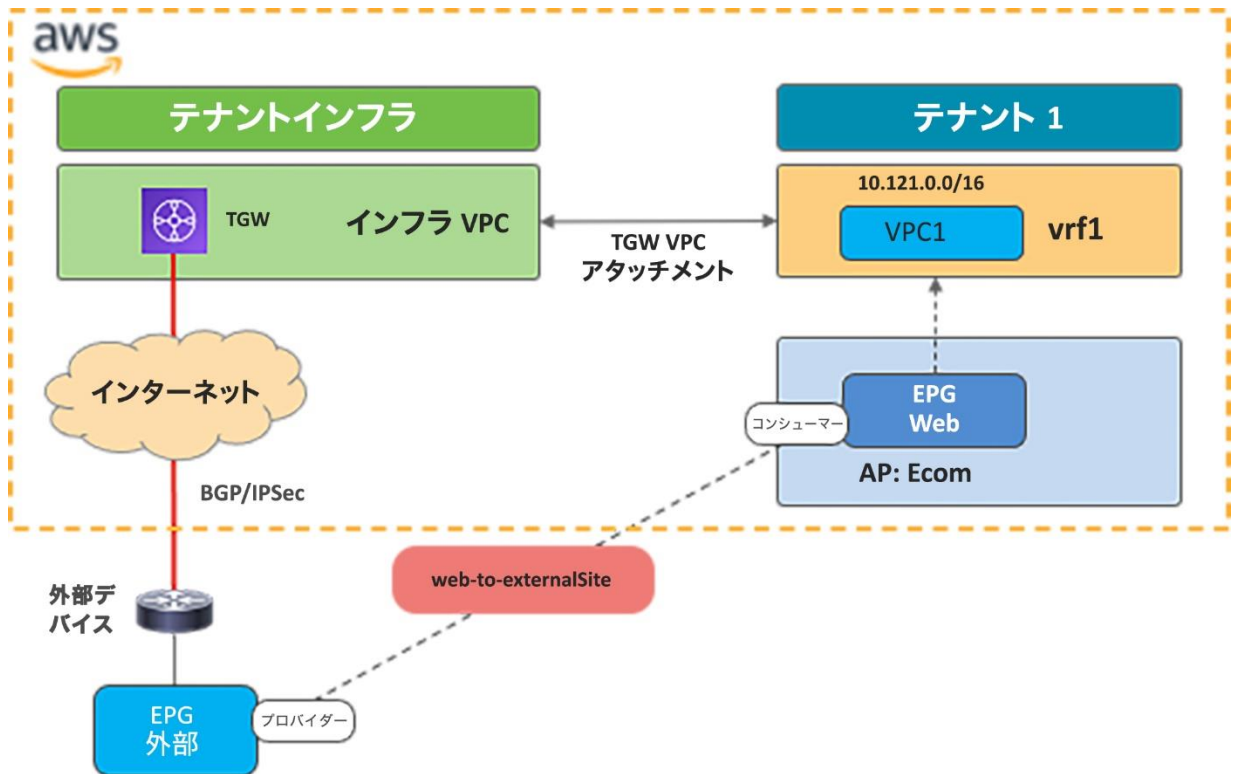 aws
テナントインフラ
テナント 1
TGW
インフラ VPC
TGW VPC
アタッチメント
10.121.0.0/16
VPC1
vrf1
インターネット
コンシューマー
EPG
Web
AP: Ecom
BGP/IPSec
web-to-externalSite
外部デ
バイス
EPG
外部
プロバイダー